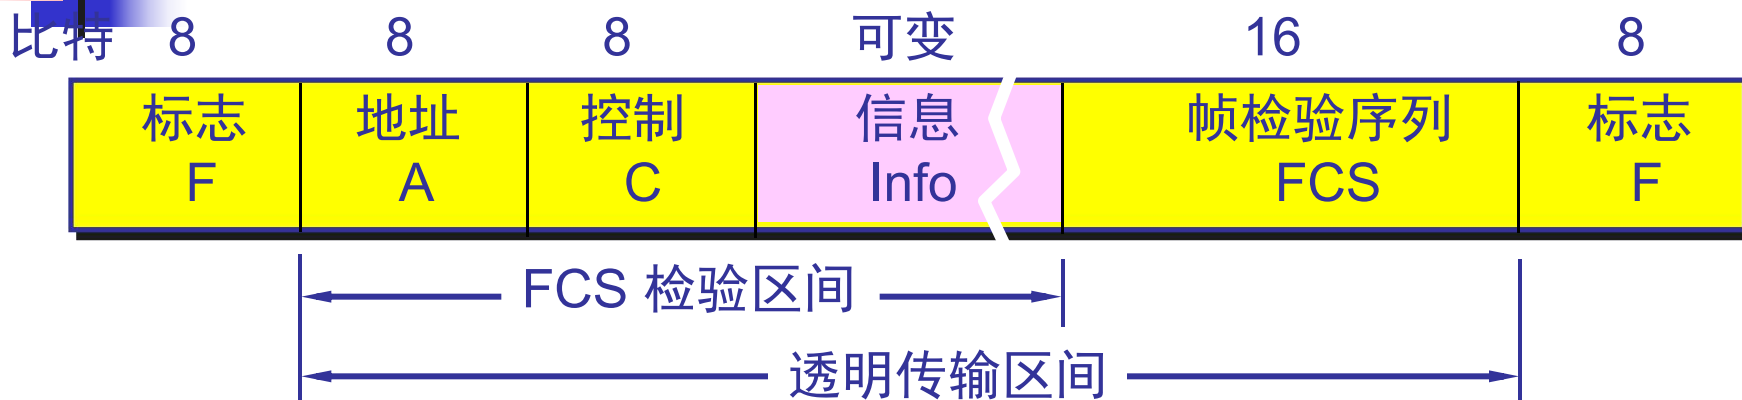 比特 8 8 8 可变 16 8
标志 地址 控制 信息 帧检验序列 标志
F A C Info FCS F
FCS 检验区间
透明传输区间